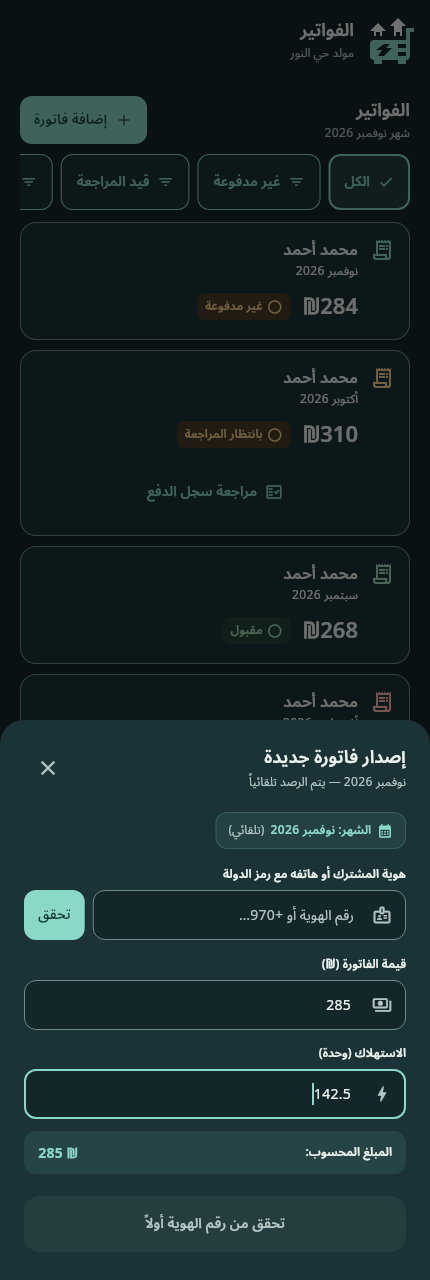 الفواتير
مولد حي النور
الفواتير
شهر نوفمبر 2026
إضافة فاتورة
الكل
غير مدفوعة
قيد المراجعة
محمد أحمد
نوفمبر 2026
₪284
غير مدفوعة
محمد أحمد
أكتوبر 2026
₪310
بانتظار المراجعة
مراجعة سجل الدفع
محمد أحمد
سبتمبر 2026
₪268
مقبول
محمد أحمد
إصدار فاتورة جديدة
نوفمبر 2026 — يتم الرصد تلقائياً
الشهر: نوفمبر 2026 (تلقائي)
هوية المشترك أو هاتفه مع رمز الدولة
رقم الهوية أو +970...
تحقق
قيمة الفاتورة (₪)
285
الاستهلاك (وحدة)
142.5
المبلغ المحسوب:
285 ₪
تحقق من رقم الهوية أولاً